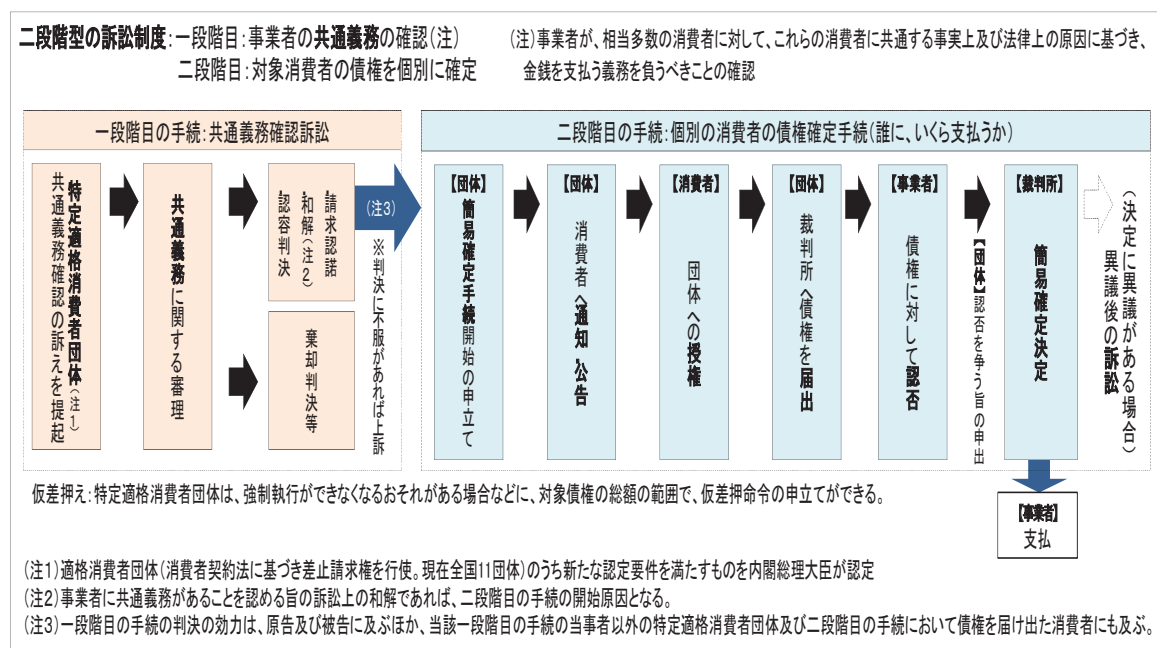 二段階型の訴訟制度：一段階目：事業者の共通義務の確認（注）
二段階目：対象消費者の債権を個別に確定
（注）事業者が、相当多数の消費者に対して、これらの消費者に共通する事実上及び法律上の原因に基づき、
金銭を支払う義務を負うべきことの確認
一段階目の手続：共通義務確認訴訟
特定適格消費者団体（注1）
共通義務確認の訴えを提起
共通義務に関する審理
請求認諾
和解（注2）
認容判決
棄却判決等
（注3）
※判決に不服があれば上訴
二段階目の手続：個別の消費者の債権確定手続（誰に、いくら支払うか）
【団体】
簡易確定手続開始の申立て
【団体】
消費者へ通知・公告
【消費者】
団体への授権
【団体】
裁判所へ債権を届出
【事業者】
債権に対して認否
【団体】認否を争う旨の申出
【裁判所】
簡易確定決定
（決定に異議がある場合）
異議後の訴訟
【事業者】
支払
仮差押え：特定適格消費者団体は、強制執行ができなくなるおそれがある場合などに、対象債権の総額の範囲で、仮差押命令の申立てができる。
（注1）適格消費者団体（消費者契約法に基づき差止請求権を行使。現在全国11団体）のうち新たな認定要件を満たすものを内閣総理大臣が認定
（注2）事業者に共通義務があることを認める旨の訴訟上の和解であれば、二段階目の手続の開始原因となる。
（注3）一段階目の手続の判決の効力は、原告及び被告に及ぶほか、当該一段階目の手続の当事者以外の特定適格消費者団体及び二段階目の手続において債権を届け出た消費者にも及ぶ。